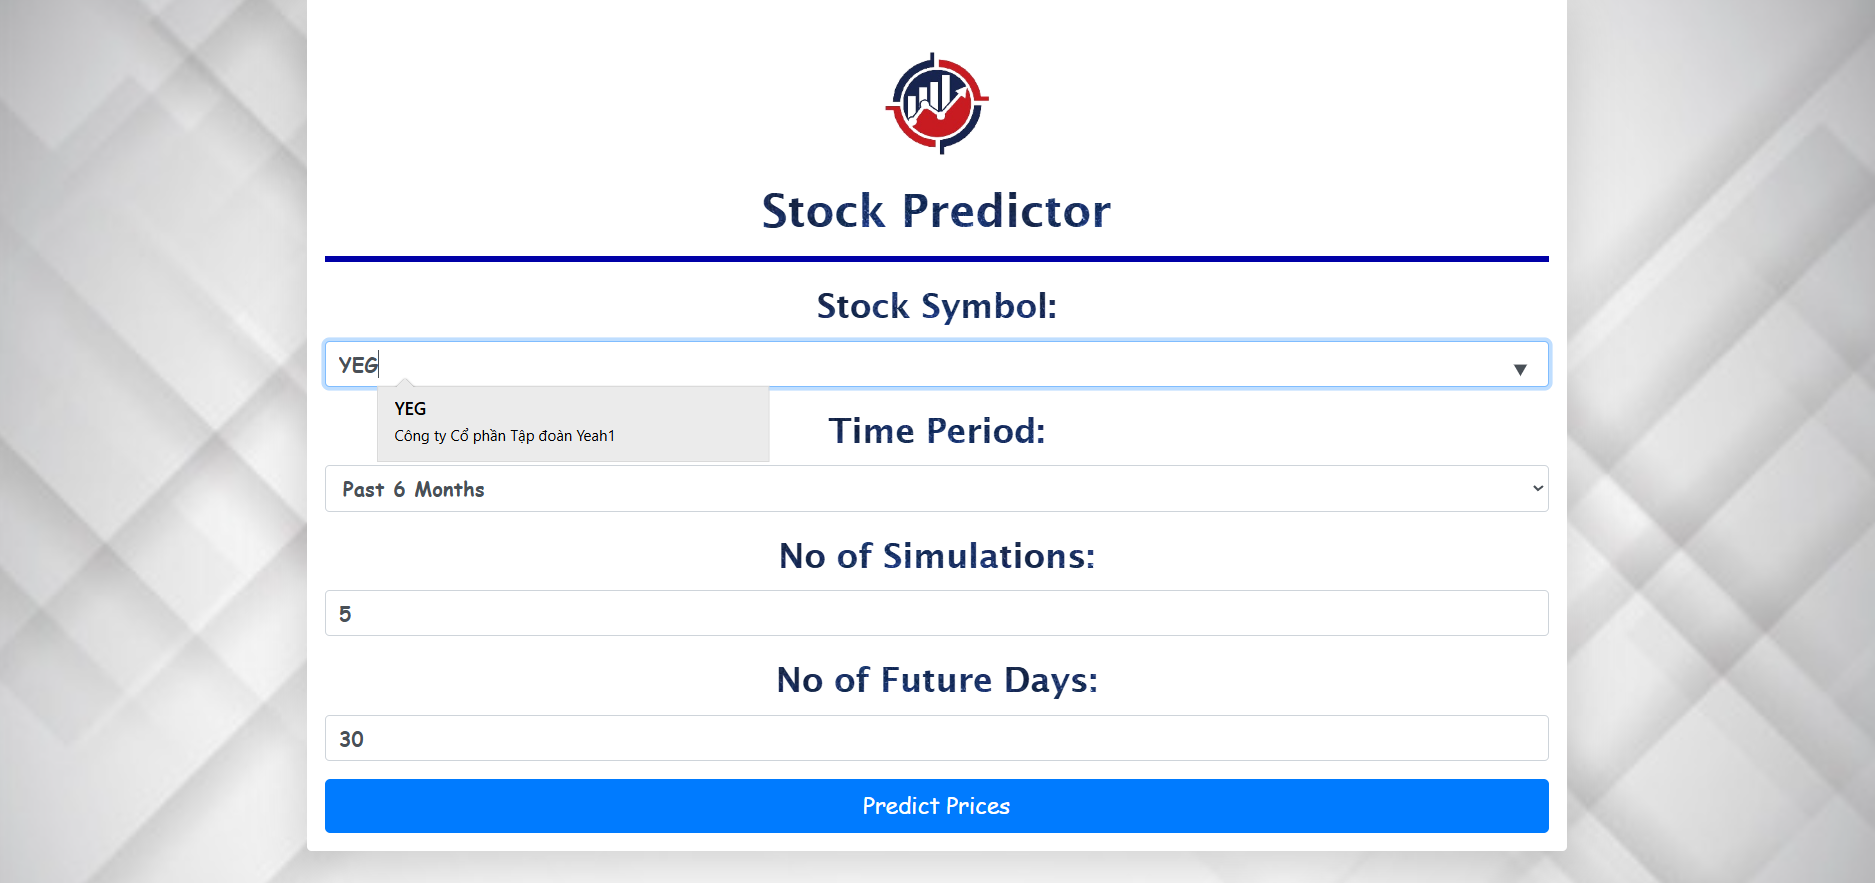 Stock Predictor
Stock Symbol:
YEG
YEG
Công ty Cổ phần Tập đoàn Yeah1
Time Period:
Past 6 Months
No of Simulations:
5
No of Future Days:
30
Predict Prices